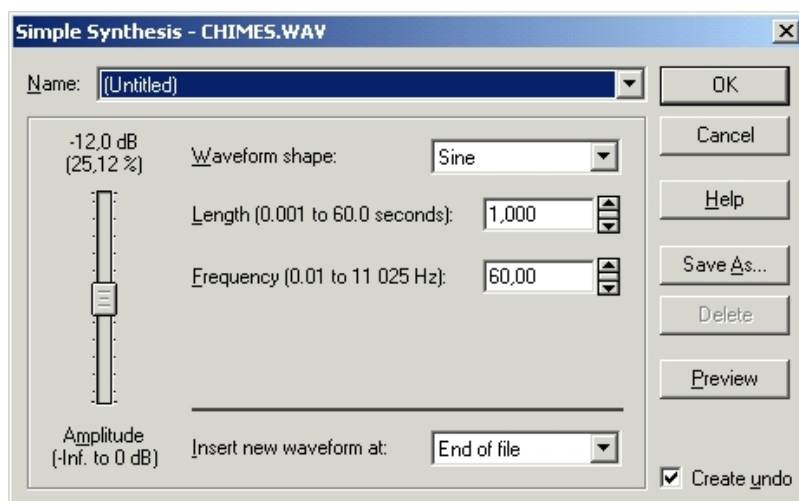 Simple Synthesis - CHIMES.WAV
Name: (Untitled)
OK
Cancel
Help
Save As...
Delete
Preview
-12,0 dB
(25,12 %)
Waveform shape: Sine
Length (0.001 to 60.0 seconds): 1,000
Frequency (0.01 to 11 025 Hz): 60,00
Amplitude
(-Inf. to 0 dB)
Insert new waveform at: End of file
Create undo